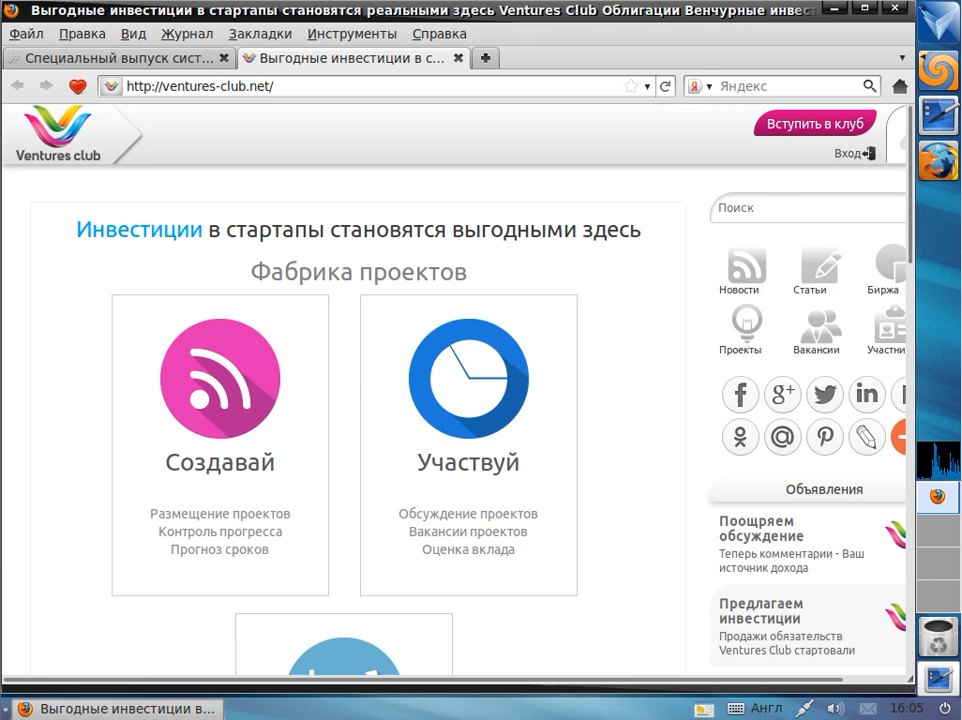 Выгодные инвестиции в стартапы становятся реальными здесь Ventures Club Облигации Венчурные инвес
Файл Правка Вид Журнал Закладки Инструменты Справка
Специальный выпуск сист...
Выгодные инвестиции в с...
http://ventures-club.net/
Яндекс
Ventures club
Вступить в клуб
Вход
Инвестиции в стартапы становятся выгодными здесь
Фабрика проектов
Создавай
Размещение проектов
Контроль прогресса
Прогноз сроков
Участвуй
Обсуждение проектов
Вакансии проектов
Оценка вклада
Поиск
Новости Статьи Биржа
Проекты Вакансии Участни
Объявления
Поощряем
обсуждение
Теперь комментарии - Ваш
источник дохода
Предлагаем
инвестиции
Продажи обязательств
Ventures Club стартовали
Выгодные инвестиции в...
Англ
16:05